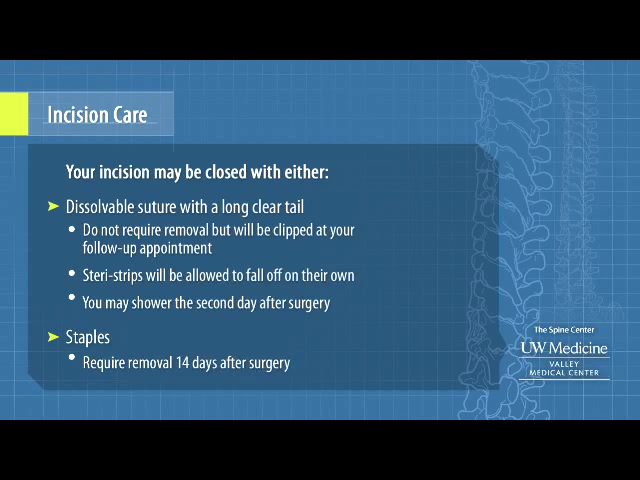 Incision Care
Your incision may be closed with either:
Dissolvable suture with a long clear tail
Do not require removal but will be clipped at your
follow-up appointment
Steri-strips will be allowed to fall off on their own
You may shower the second day after surgery
Staples
Require removal 14 days after surgery
The Spine Center
UW Medicine
VALLEY
MEDICAL CENTER